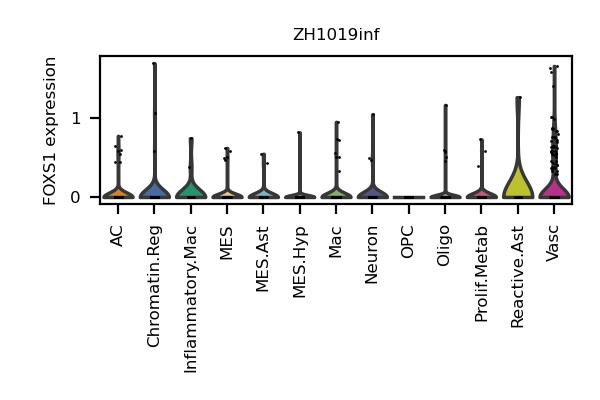 ZH1019inf
FOXS1 expression
1
0
AC
Chromatin.Reg
Inflammatory.Mac
MES
MES.Ast
MES.Hyp
Mac
Neuron
OPC
Oligo
Prolif.Metab
Reactive.Ast
Vasc